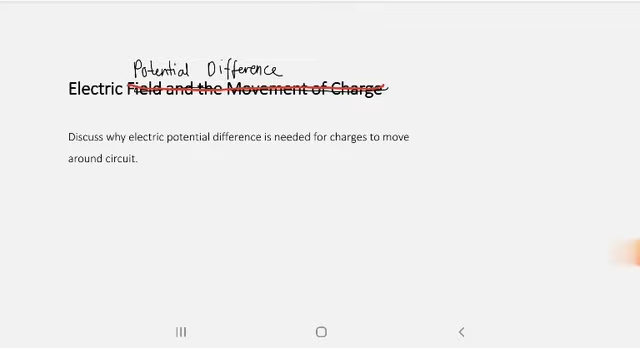 Potential Difference
Electric Field and the Movement of Charge
Discuss why electric potential difference is needed for charges to move
around circuit.